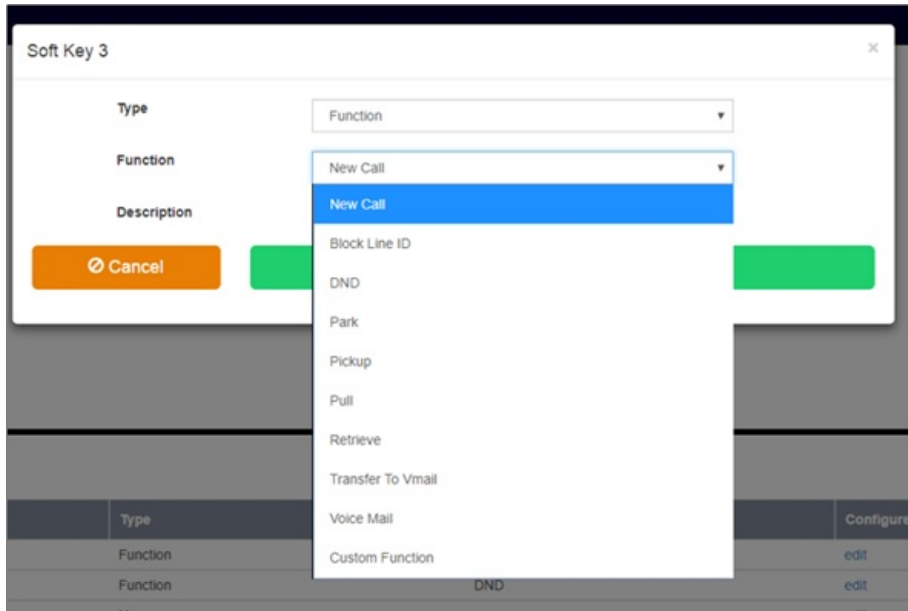 Soft Key 3
×
Type
Function
Function
New Call
New Call
Description
Block Line ID
Cancel
DND
Park
Pickup
Pull
Retrieve
Transfer To Vmail
Type
Voice Mail
Configure
Function
Custom Function
edit
Function
DND
edit